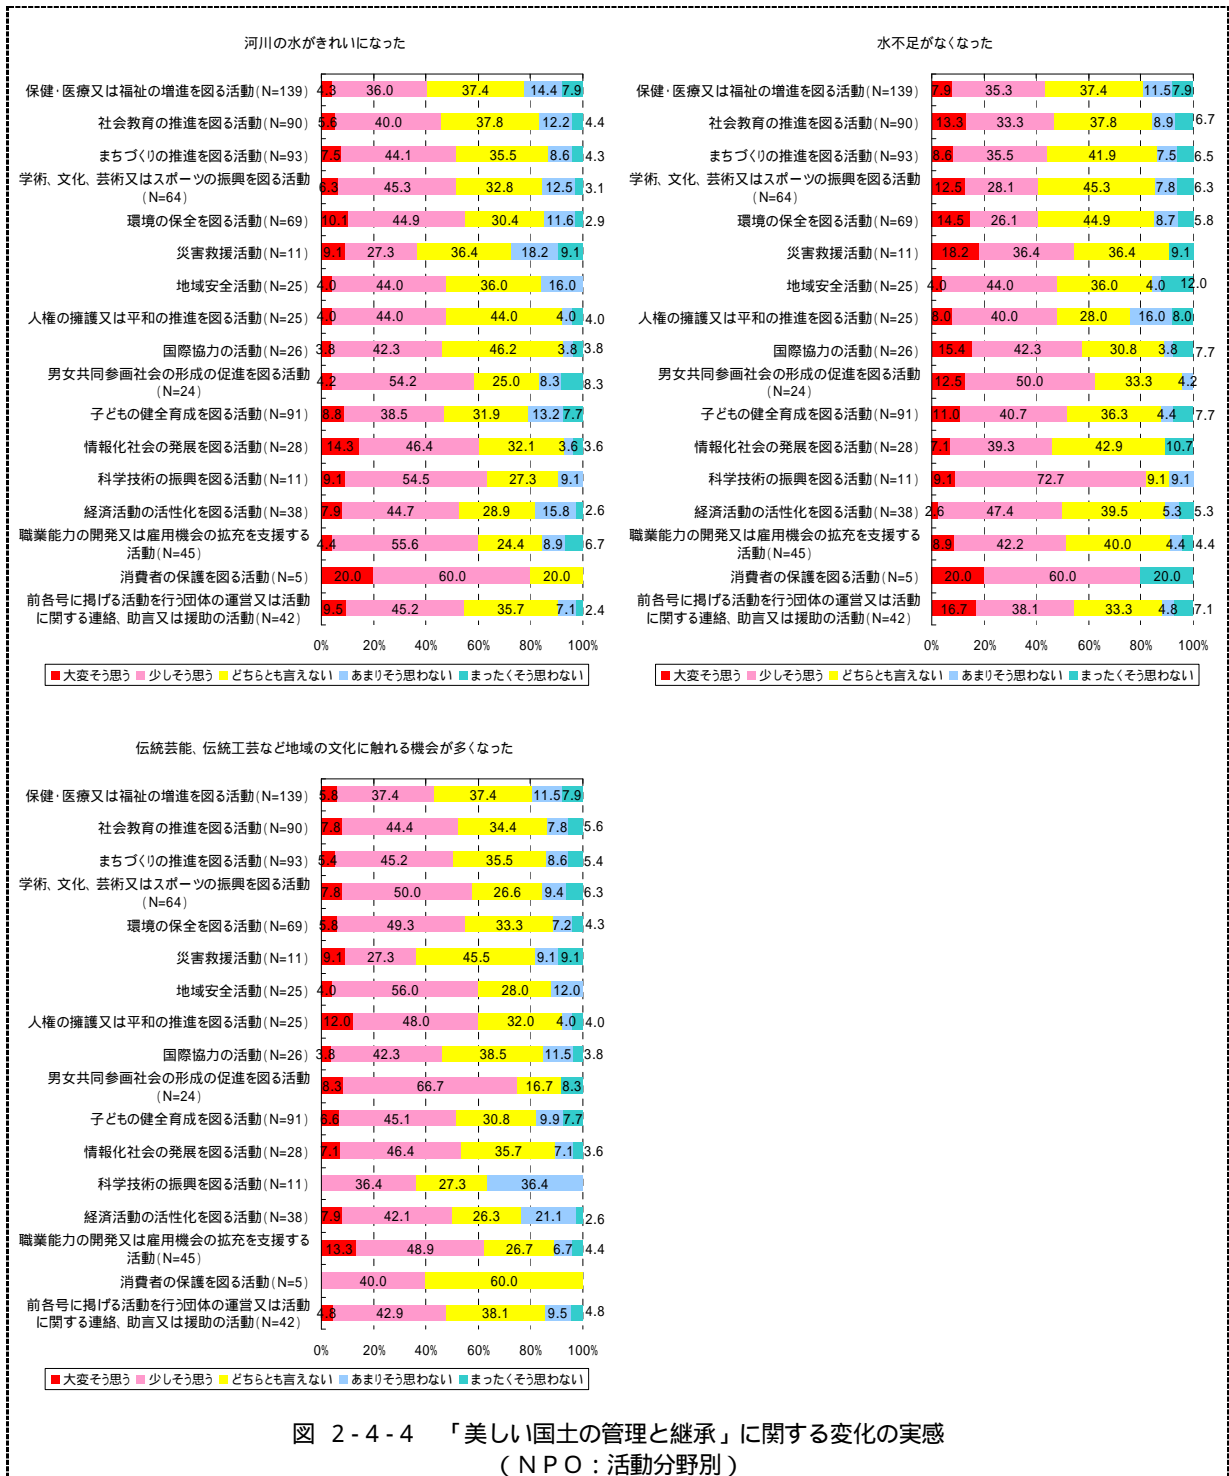 河川の水がきれいになった
保健・医療又は福祉の増進を図る活動(N=139) 4.3 36.0 37.4 14.4 7.9
社会教育の推進を図る活動(N=90) 5.6 40.0 37.8 12.2 4.4
まちづくりの推進を図る活動(N=93) 7.5 44.1 35.5 8.6 4.3
学術、文化、芸術又はスポーツの振興を図る活動
(N=64) 6.3 45.3 32.8 12.5 3.1
環境の保全を図る活動(N=69) 10.1 44.9 30.4 11.6 2.9
災害救援活動(N=11) 9.1 27.3 36.4 18.2 9.1
地域安全活動(N=25) 4.0 44.0 36.0 16.0
人権の擁護又は平和の推進を図る活動(N=25) 4.0 44.0 44.0 4.0 4.0
国際協力の活動(N=26) 3.8 42.3 46.2 3.8 3.8
男女共同参画社会の形成の促進を図る活動
(N=24) 4.2 54.2 25.0 8.3 8.3
子どもの健全育成を図る活動(N=91) 8.8 38.5 31.9 13.2 7.7
情報化社会の発展を図る活動(N=28) 14.3 46.4 32.1 3.6 3.6
科学技術の振興を図る活動(N=11) 9.1 54.5 27.3 9.1
経済活動の活性化を図る活動(N=38) 7.9 44.7 28.9 15.8 2.6
職業能力の開発又は雇用機会の拡充を支援する
活動(N=45) 4.4 55.6 24.4 8.9 6.7
消費者の保護を図る活動(N=5) 20.0 60.0 20.0
前各号に掲げる活動を行う団体の運営又は活動
に関する連絡、助言又は援助の活動(N=42) 9.5 45.2 35.7 7.1 2.4
0% 20% 40% 60% 80% 100%
大変そう思う 少しそう思う どちらとも言えない あまりそう思わない まったくそう思わない
水不足がなくなった
保健・医療又は福祉の増進を図る活動(N=139) 7.9 35.3 37.4 11.5 7.9
社会教育の推進を図る活動(N=90) 13.3 33.3 37.8 8.9 6.7
まちづくりの推進を図る活動(N=93) 8.6 35.5 41.9 7.5 6.5
学術、文化、芸術又はスポーツの振興を図る活動
(N=64) 12.5 28.1 45.3 7.8 6.3
環境の保全を図る活動(N=69) 14.5 26.1 44.9 8.7 5.8
災害救援活動(N=11) 18.2 36.4 36.4 9.1
地域安全活動(N=25) 4.0 44.0 36.0 4.0 12.0
人権の擁護又は平和の推進を図る活動(N=25) 8.0 40.0 28.0 16.0 8.0
国際協力の活動(N=26) 15.4 42.3 30.8 3.8 7.7
男女共同参画社会の形成の促進を図る活動
(N=24) 12.5 50.0 33.3 4.2
子どもの健全育成を図る活動(N=91) 11.0 40.7 36.3 4.4 7.7
情報化社会の発展を図る活動(N=28) 7.1 39.3 42.9 10.7
科学技術の振興を図る活動(N=11) 9.1 72.7 9.1 9.1
経済活動の活性化を図る活動(N=38) 2.6 47.4 39.5 5.3 5.3
職業能力の開発又は雇用機会の拡充を支援する
活動(N=45) 8.9 42.2 40.0 4.4 4.4
消費者の保護を図る活動(N=5) 20.0 60.0 20.0
前各号に掲げる活動を行う団体の運営又は活動
に関する連絡、助言又は援助の活動(N=42) 16.7 38.1 33.3 4.8 7.1
0% 20% 40% 60% 80% 100%
大変そう思う 少しそう思う どちらとも言えない あまりそう思わない まったくそう思わない
伝統芸能、伝統工芸など地域の文化に触れる機会が多くなった
保健・医療又は福祉の増進を図る活動(N=139) 5.8 37.4 37.4 11.5 7.9
社会教育の推進を図る活動(N=90) 7.8 44.4 34.4 7.8 5.6
まちづくりの推進を図る活動(N=93) 5.4 45.2 35.5 8.6 5.4
学術、文化、芸術又はスポーツの振興を図る活動
(N=64) 7.8 50.0 26.6 9.4 6.3
環境の保全を図る活動(N=69) 5.8 49.3 33.3 7.2 4.3
災害救援活動(N=11) 9.1 27.3 45.5 9.1 9.1
地域安全活動(N=25) 4.0 56.0 28.0 12.0
人権の擁護又は平和の推進を図る活動(N=25) 12.0 48.0 32.0 4.0 4.0
国際協力の活動(N=26) 3.8 42.3 38.5 11.5 3.8
男女共同参画社会の形成の促進を図る活動
(N=24) 8.3 66.7 16.7 8.3
子どもの健全育成を図る活動(N=91) 6.6 45.1 30.8 9.9 7.7
情報化社会の発展を図る活動(N=28) 7.1 46.4 35.7 7.1 3.6
科学技術の振興を図る活動(N=11) 36.4 27.3 36.4
経済活動の活性化を図る活動(N=38) 7.9 42.1 26.3 21.1 2.6
職業能力の開発又は雇用機会の拡充を支援する
活動(N=45) 13.3 48.9 26.7 6.7 4.4
消費者の保護を図る活動(N=5) 40.0 60.0
前各号に掲げる活動を行う団体の運営又は活動
に関する連絡、助言又は援助の活動(N=42) 4.8 42.9 38.1 9.5 4.8
0% 20% 40% 60% 80% 100%
大変そう思う 少しそう思う どちらとも言えない あまりそう思わない まったくそう思わない
図 2-4-4 「美しい国土の管理と継承」に関する変化の実感
(NPO:活動分野別)